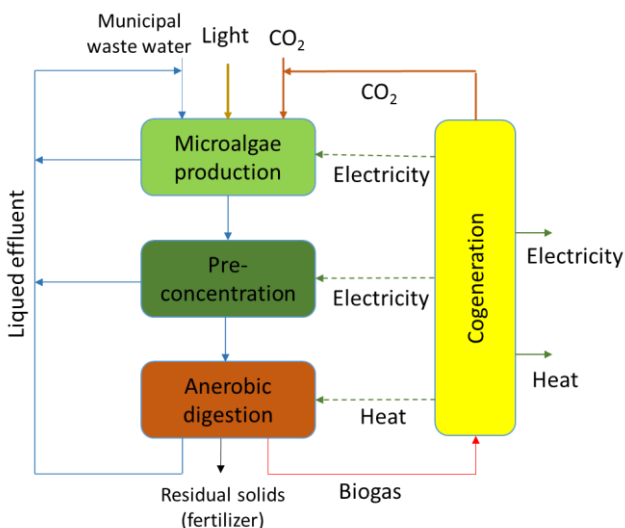 Municipal
waste water
Light
CO₂
CO₂
Microalgae
production
Electricity
Pre-
concentration
Electricity
Cogeneration
Electricity
Liqued effluent
Anerobic
digestion
Heat
Heat
Residual solids
(fertilizer)
Biogas